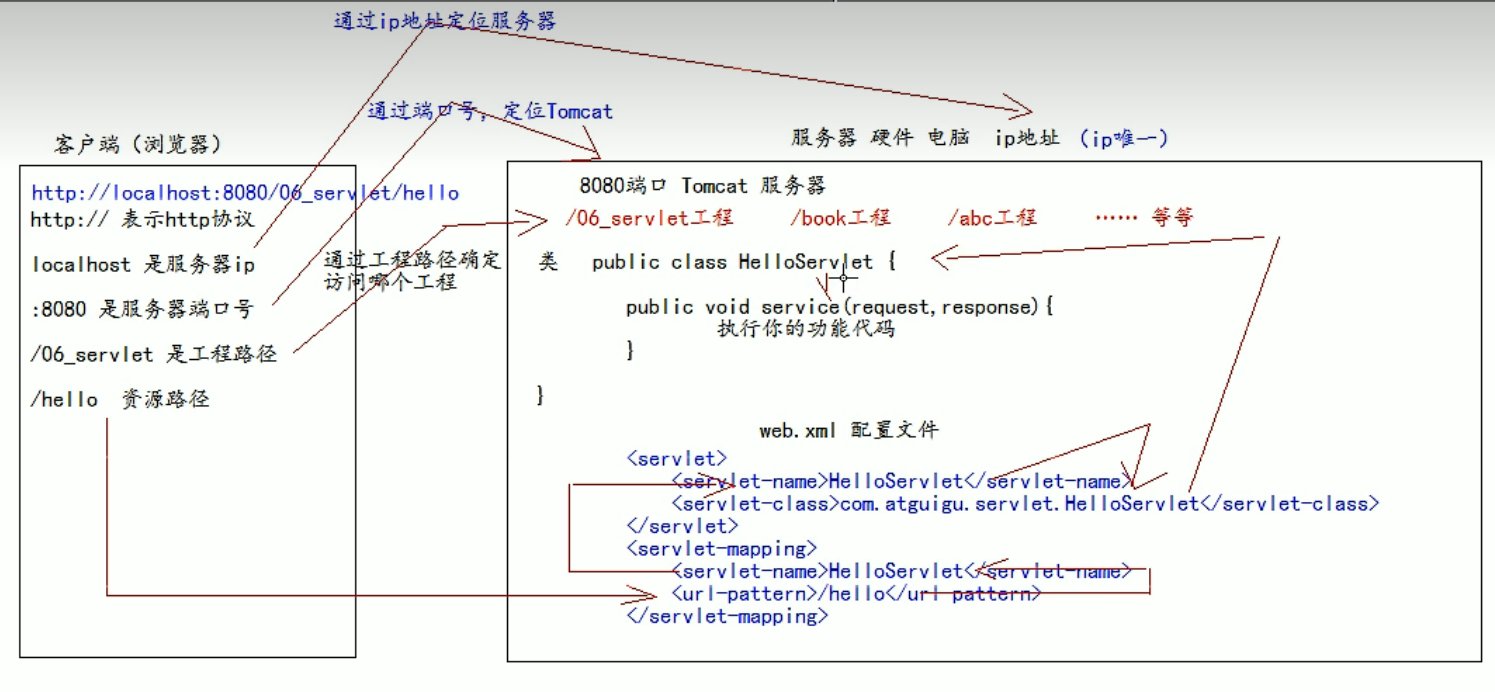 通过ip地址定位服务器
通过端口号，定位Tomcat
客户端（浏览器）
http://localhost:8080/06_servlet/hello
http:// 表示http协议
localhost 是服务器ip
:8080 是服务器端口号
/06_servlet 是工程路径
/hello 资源路径
通过工程路径确定
访问哪个工程
服务器 硬件 电脑 ip地址 （ip唯一）
8080端口 Tomcat 服务器
/06_servlet工程 /book工程 /abc工程 …… 等等
类 public class HelloServlet {
public void service(request,response){
执行你的功能代码
}
}
web.xml 配置文件
<servlet>
<servlet-name>HelloServlet</servlet-name>
<servlet-class>com.atguigu.servlet.HelloServlet</servlet-class>
</servlet>
<servlet-mapping>
<servlet-name>HelloServlet</servlet-name>
<url-pattern>/hello</url-pattern>
</servlet-mapping>